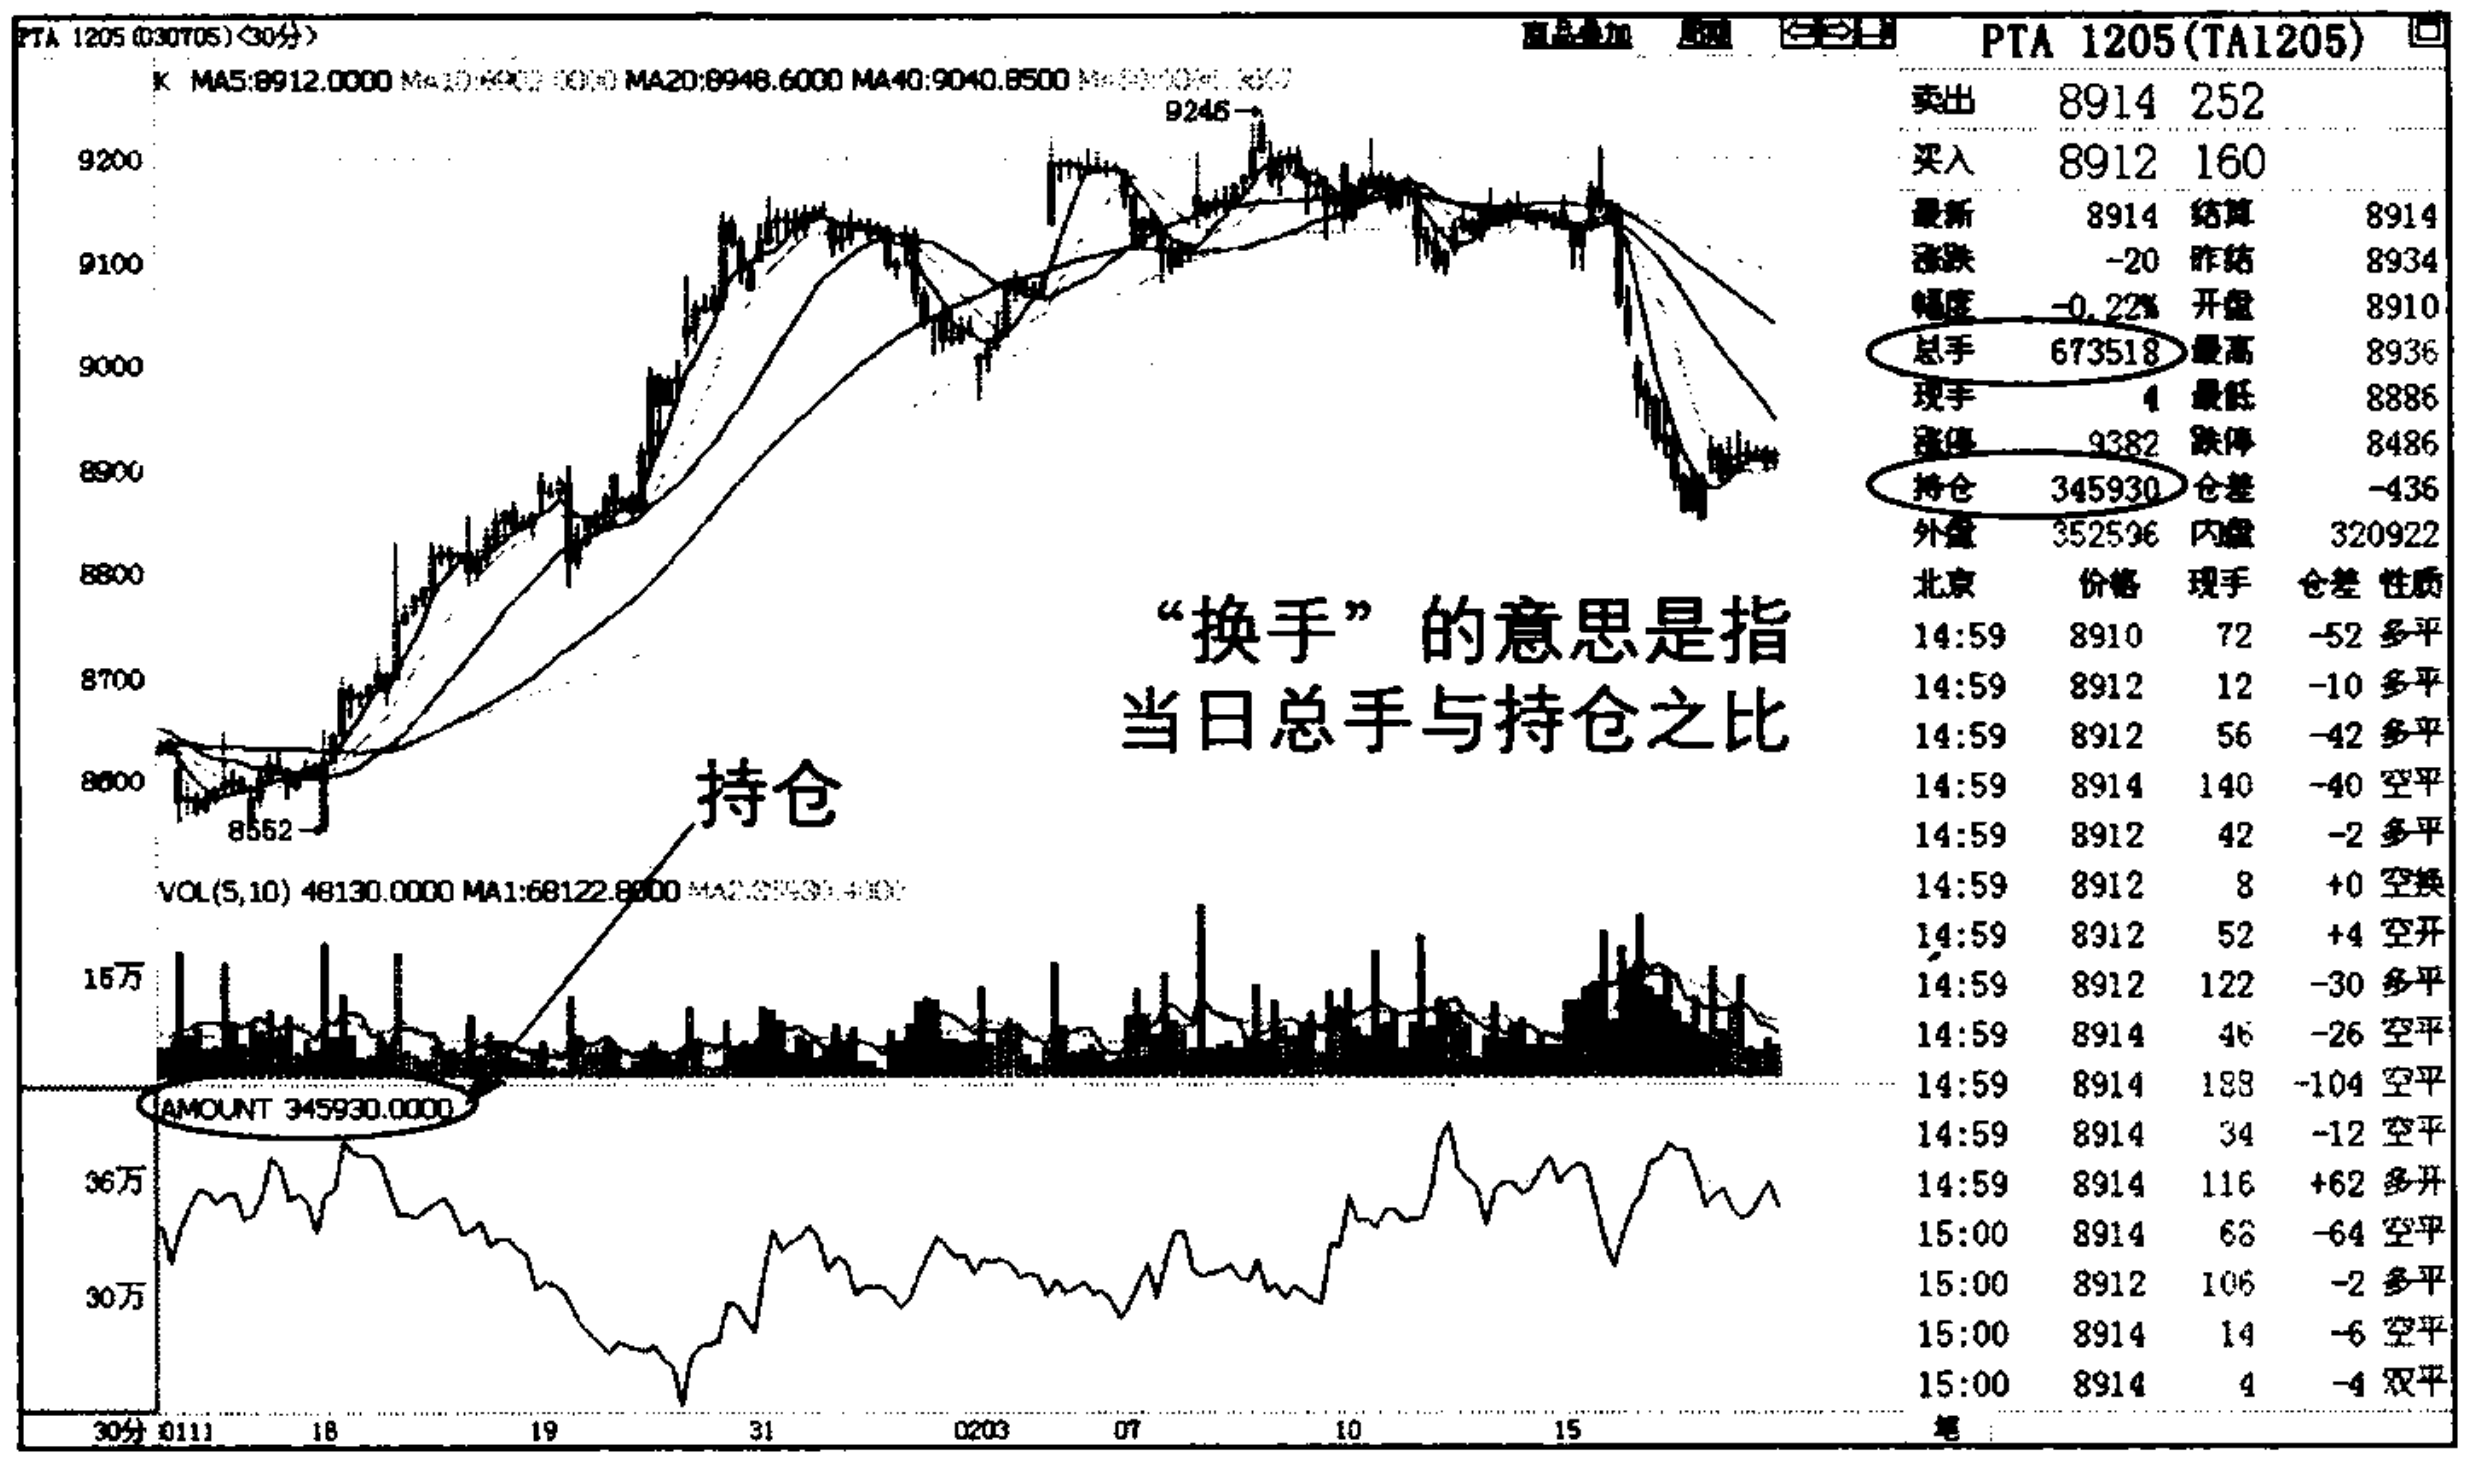 PTA 1205(030705)<30分>
K MA5:8912.0000 MA20:8948.6000 MA40:9040.8500
9246
9200
9100
9000
8900
8800
8700
8600
8552
“换手”的意思是指
当日总手与持仓之比
持仓
VOL(5,10) 48130.0000 MA1:68122.8000
15万
AMOUNT 345930.0000
36万
30万
30分 0111 18 19 31 0203 07 10 15
PTA 1205(TA1205)
卖出 8914 252
买入 8912 160
最新 8914 结算 8914
涨跌 -20 昨结 8934
幅度 -0.22% 开盘 8910
总手 673518 最高 8936
现手 4 最低 8886
涨停 9382 跌停 8486
持仓 345930 仓差 -436
外盘 352596 内盘 320922
北京 价格 现手 仓差 性质
14:59 8910 72 -52 多平
14:59 8912 12 -10 多平
14:59 8912 56 -42 多平
14:59 8914 140 -40 空平
14:59 8912 42 -2 多平
14:59 8912 8 +0 空换
14:59 8912 52 +4 空开
14:59 8912 122 -30 多平
14:59 8914 46 -26 空平
14:59 8914 188 -104 空平
14:59 8914 34 -12 空平
14:59 8914 116 +62 多开
15:00 8914 68 -64 空平
15:00 8912 106 -2 多平
15:00 8914 14 -6 空平
15:00 8914 4 -4 双平
笔